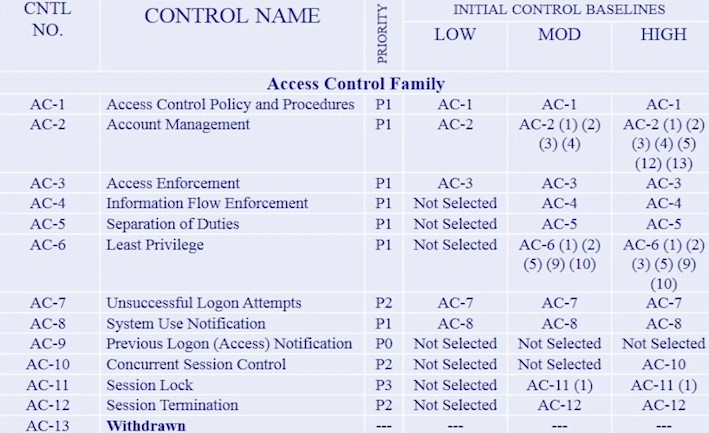 CNTL NO. CONTROL NAME PRIORITY INITIAL CONTROL BASELINES
LOW MOD HIGH
Access Control Family
AC-1 Access Control Policy and Procedures P1 AC-1 AC-1 AC-1
AC-2 Account Management P1 AC-2 AC-2 (1) (2) AC-2 (1) (2)
(3) (4) (3) (4) (5)
(12) (13)
AC-3 Access Enforcement P1 AC-3 AC-3 AC-3
AC-4 Information Flow Enforcement P1 Not Selected AC-4 AC-4
AC-5 Separation of Duties P1 Not Selected AC-5 AC-5
AC-6 Least Privilege P1 Not Selected AC-6 (1) (2) AC-6 (1) (2)
(5) (9) (10) (3) (5) (9)
(10)
AC-7 Unsuccessful Logon Attempts P2 AC-7 AC-7 AC-7
AC-8 System Use Notification P1 AC-8 AC-8 AC-8
AC-9 Previous Logon (Access) Notification P0 Not Selected Not Selected Not Selected
AC-10 Concurrent Session Control P2 Not Selected Not Selected AC-10
AC-11 Session Lock P3 Not Selected AC-11 (1) AC-11 (1)
AC-12 Session Termination P2 Not Selected AC-12 AC-12
AC-13 Withdrawn --- --- --- ---